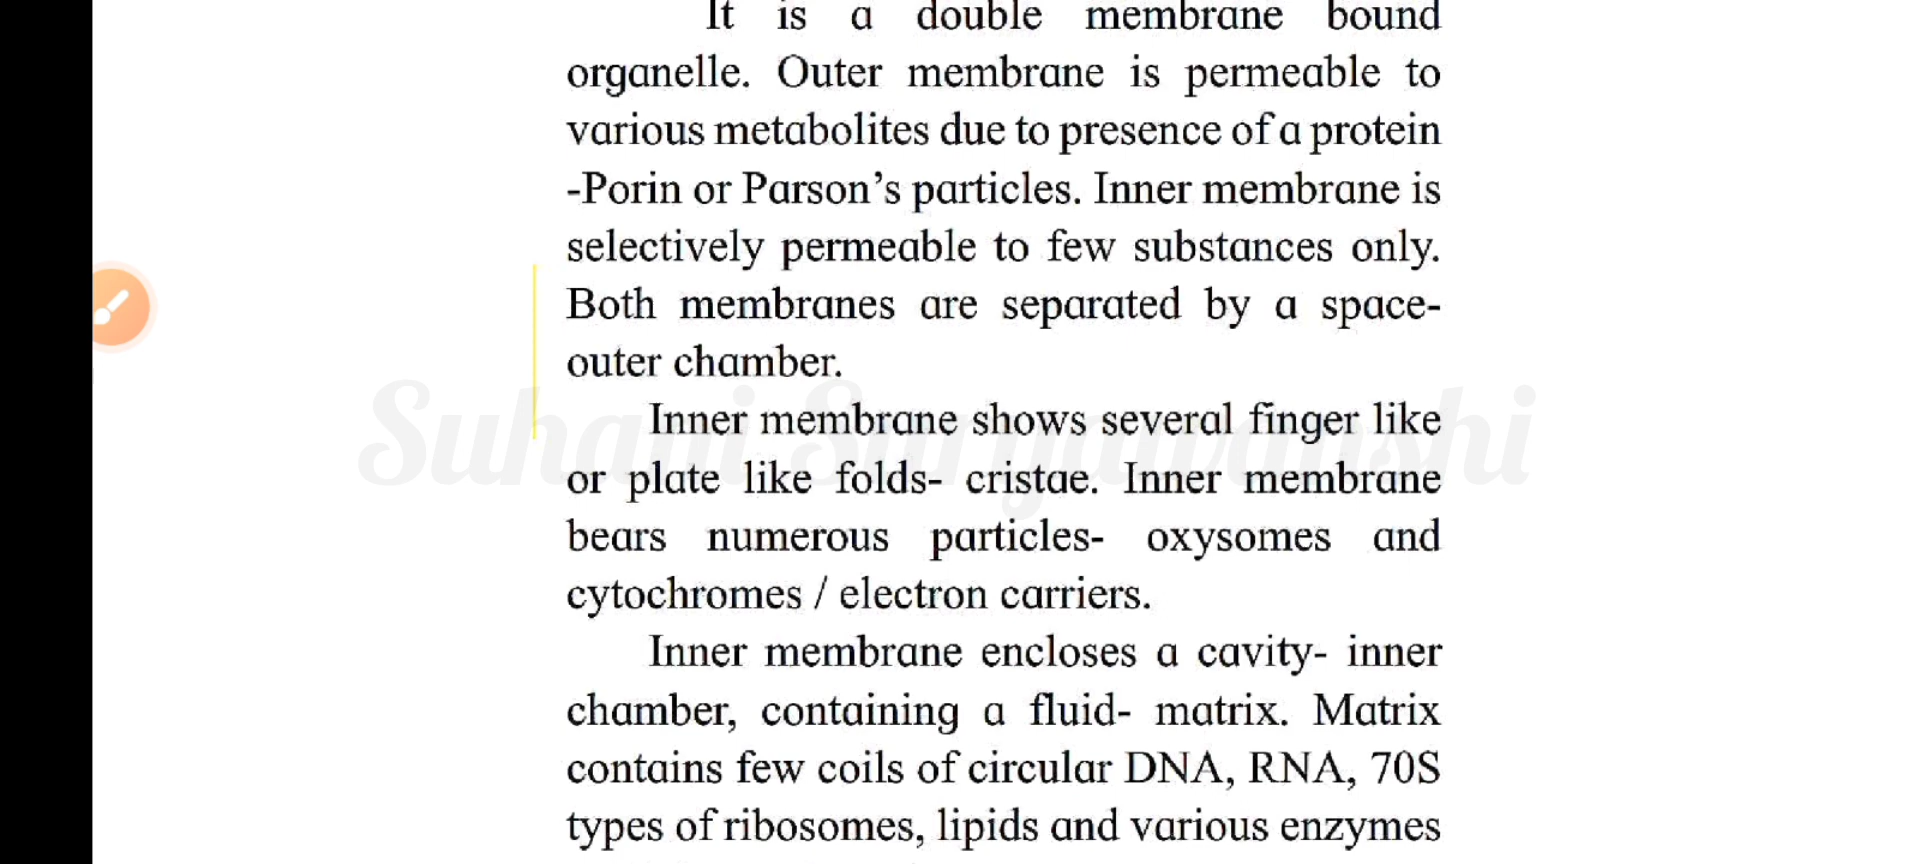 It is a double membrane bound
organelle. Outer membrane is permeable to
various metabolites due to presence of a protein
-Porin or Parson’s particles. Inner membrane is
selectively permeable to few substances only.
Both membranes are separated by a space-
outer chamber.
Inner membrane shows several finger like
or plate like folds- cristae. Inner membrane
bears numerous particles- oxysomes and
cytochromes / electron carriers.
Inner membrane encloses a cavity- inner
chamber, containing a fluid- matrix. Matrix
contains few coils of circular DNA, RNA, 70S
types of ribosomes, lipids and various enzymes
Suhani Suryawanshi